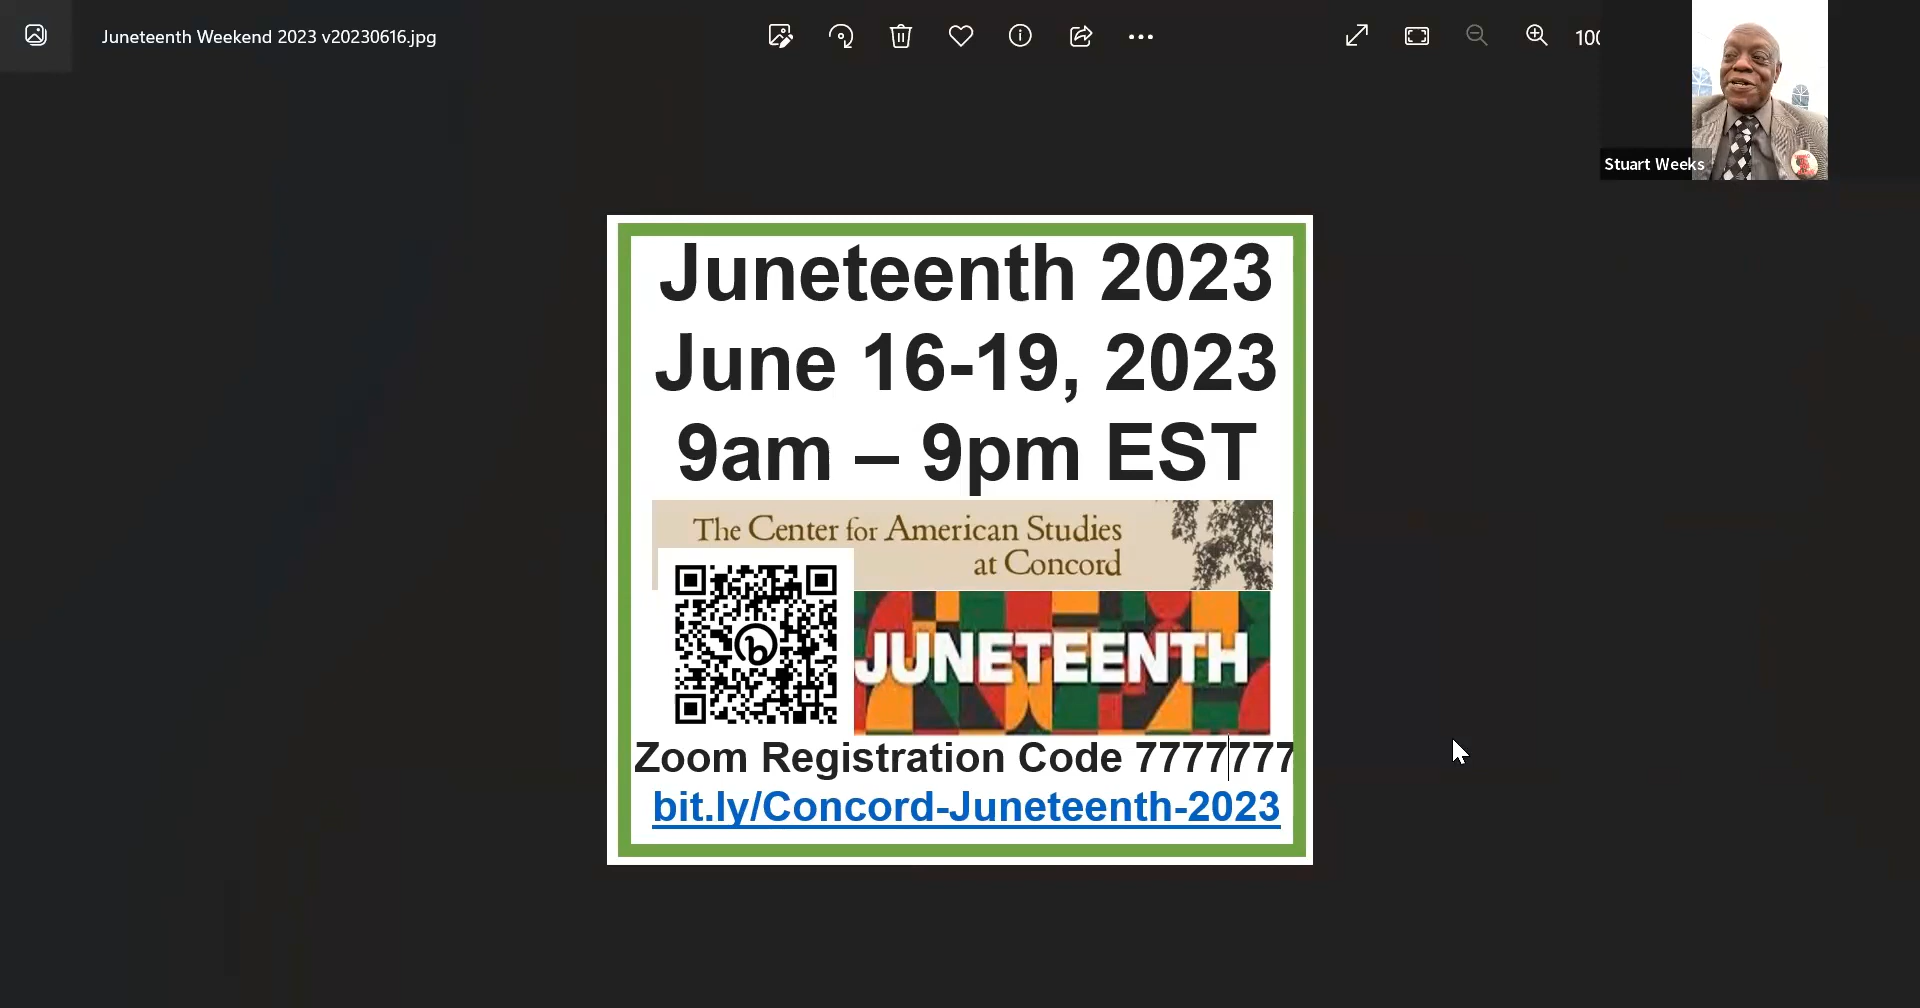 Juneteenth Weekend 2023 v20230616.jpg
100
Stuart Weeks
Juneteenth 2023
June 16-19, 2023
9am – 9pm EST
The Center for American Studies
at Concord
JUNETEENTH
Zoom Registration Code 7777777
bit.ly/Concord-Juneteenth-2023